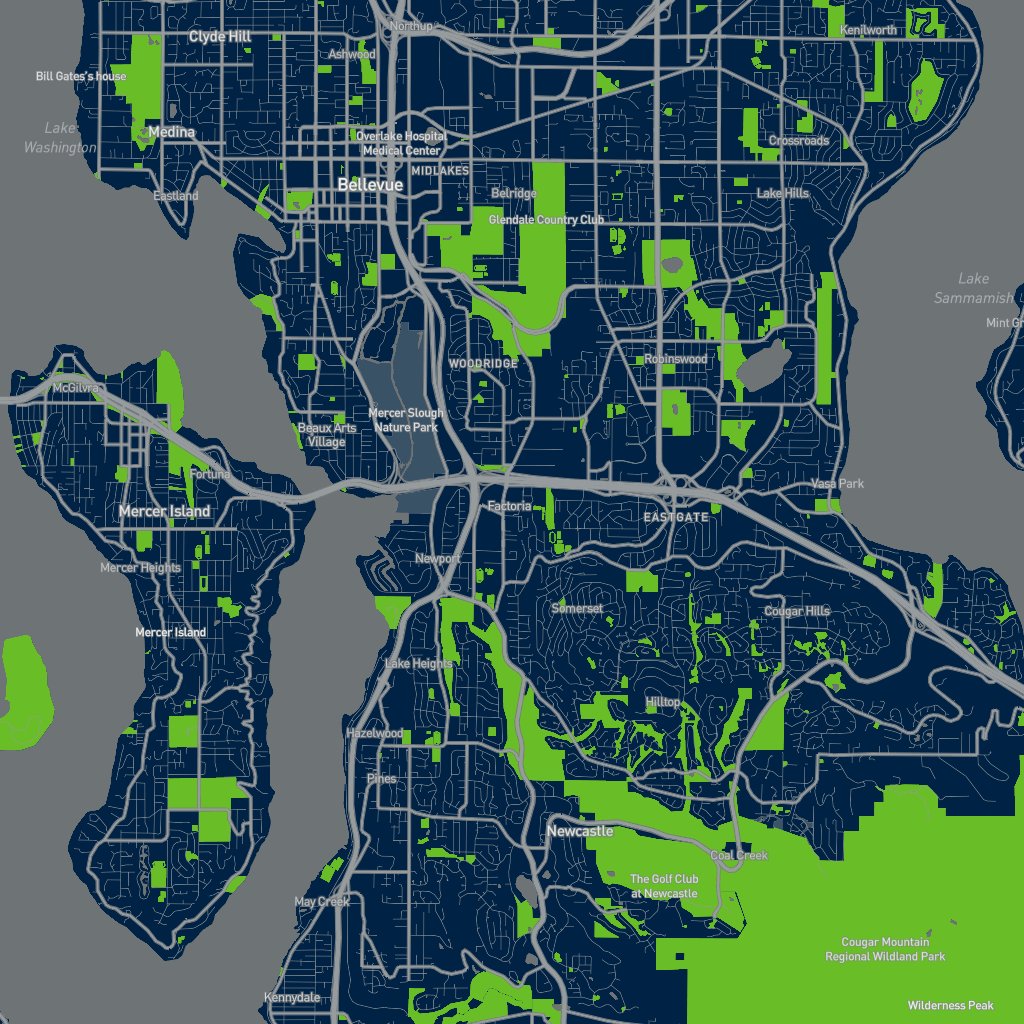 Northup
Kenilworth
Clyde Hill
Ashwood
Bill Gates's house
Lake
Washington
Medina
Overlake Hospital
Medical Center
Crossroads
MIDLAKES
Bellevue
Eastland
Belridge
Lake Hills
Glendale Country Club
Lake
Sammamish
Mint Gr
WOODRIDGE
Robinswood
McGilvra
Mercer Slough
Nature Park
Beaux Arts
Village
Fortuna
Vasa Park
Mercer Island
Factoria
EASTGATE
Newport
Mercer Heights
Somerset
Cougar Hills
Mercer Island
Lake Heights
Hilltop
Hazelwood
Pines
Newcastle
Coal Creek
The Golf Club
at Newcastle
May Creek
Cougar Mountain
Regional Wildland Park
Kennydale
Wilderness Peak